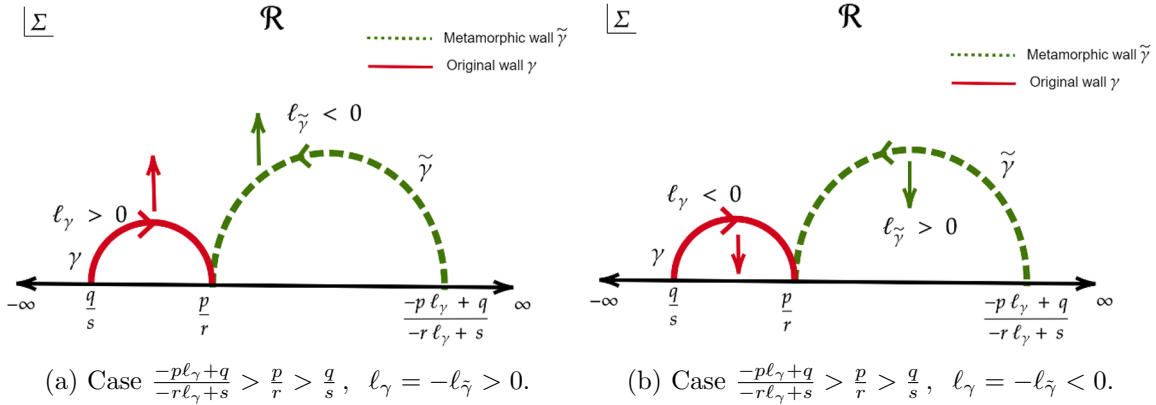 Σ
ℛ
Metamorphic wall γ̃
Original wall γ
ℓ_γ̃ < 0
γ̃
ℓ_γ > 0
γ
−∞
q/s
p/r
(−p ℓ_γ + q)/(−r ℓ_γ + s)
∞
(a) Case (−pℓ_γ+q)/(−rℓ_γ+s) > p/r > q/s , ℓ_γ = −ℓ_γ̃ > 0.
Σ
ℛ
Metamorphic wall γ̃
Original wall γ
γ̃
ℓ_γ < 0
ℓ_γ̃ > 0
γ
−∞
q/s
p/r
(−p ℓ_γ + q)/(−r ℓ_γ + s)
∞
(b) Case (−pℓ_γ+q)/(−rℓ_γ+s) > p/r > q/s , ℓ_γ = −ℓ_γ̃ < 0.